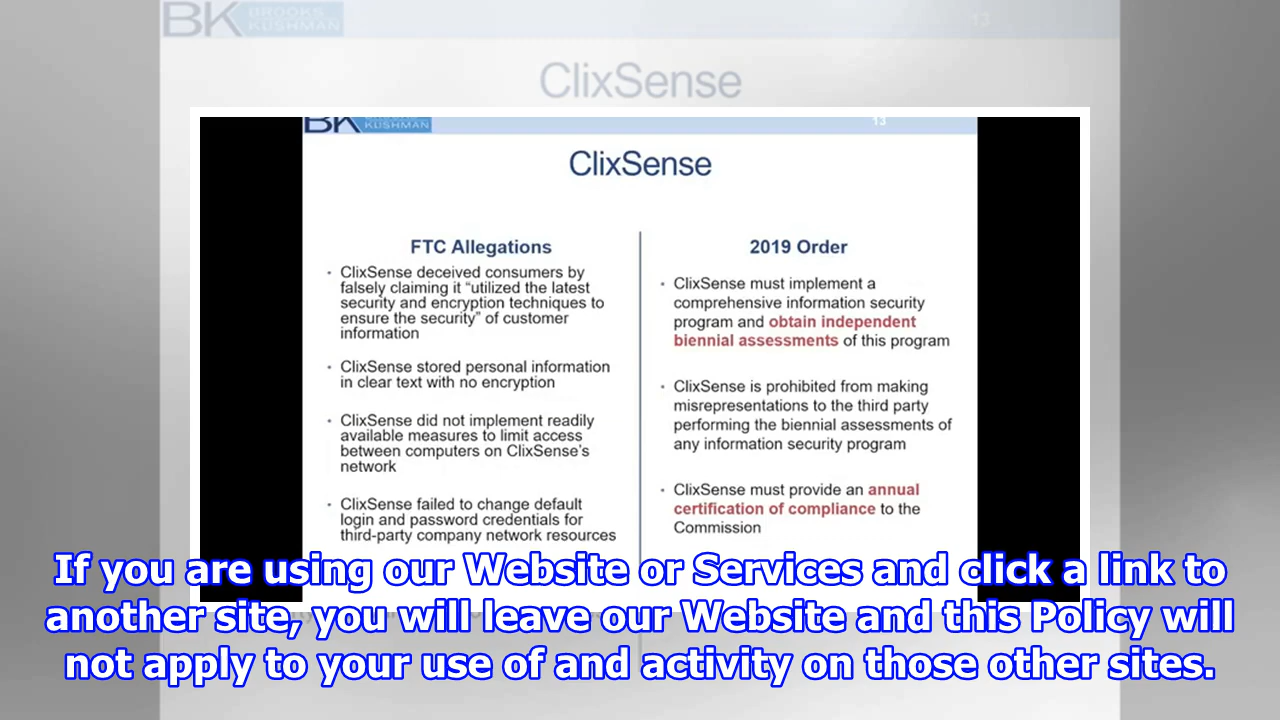 BK BROOKS KUSHMAN
13
ClixSense
BK KUSHMAN
13
ClixSense
FTC Allegations
· ClixSense deceived consumers by
falsely claiming it “utilized the latest
security and encryption techniques to
ensure the security” of customer
information
· ClixSense stored personal information
in clear text with no encryption
· ClixSense did not implement readily
available measures to limit access
between computers on ClixSense’s
network
· ClixSense failed to change default
login and password credentials for
third-party company network resources
2019 Order
· ClixSense must implement a
comprehensive information security
program and obtain independent
biennial assessments of this program
· ClixSense is prohibited from making
misrepresentations to the third party
performing the biennial assessments of
any information security program
· ClixSense must provide an annual
certification of compliance to the
Commission
If you are using our Website or Services and click a link to
another site, you will leave our Website and this Policy will
not apply to your use of and activity on those other sites.